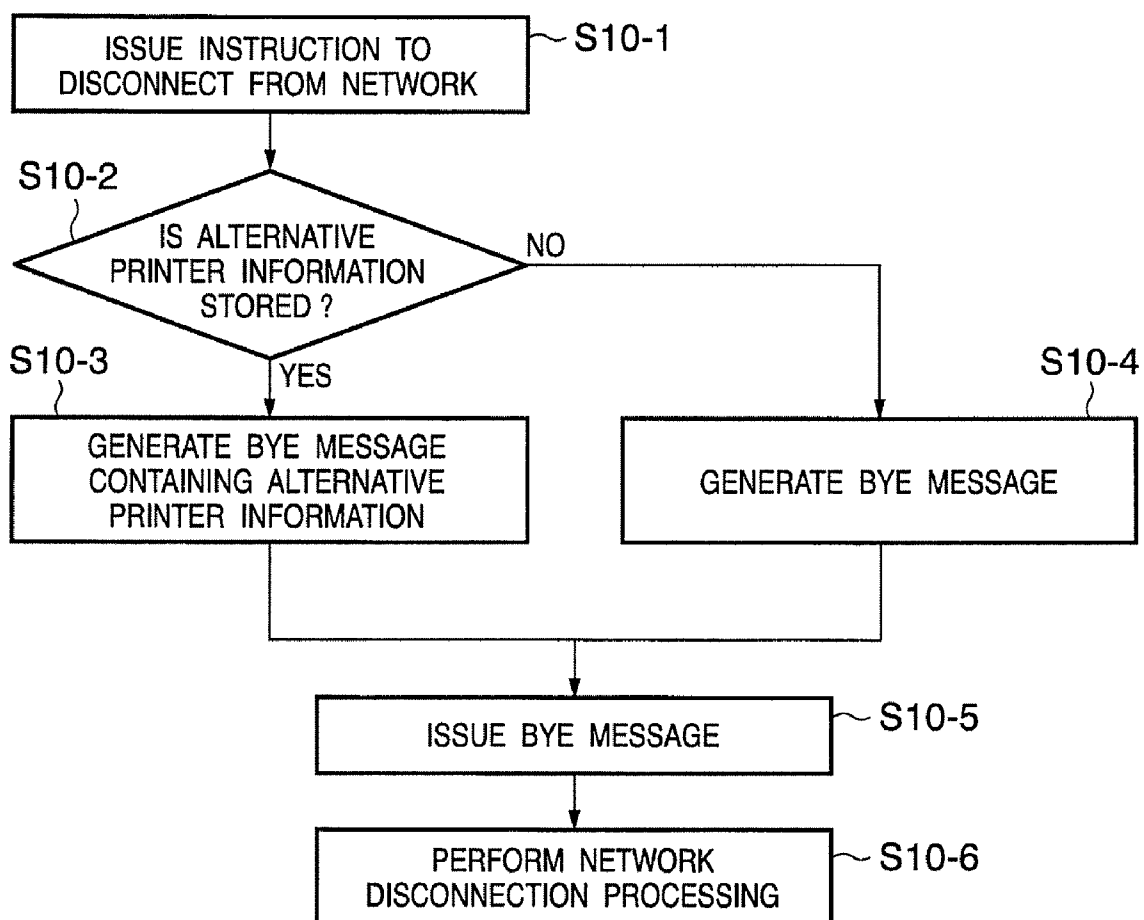 ISSUE INSTRUCTION TO
DISCONNECT FROM NETWORK
S10-1
S10-2
IS ALTERNATIVE
PRINTER INFORMATION
STORED ?
NO
YES
S10-3
GENERATE BYE MESSAGE
CONTAINING ALTERNATIVE
PRINTER INFORMATION
S10-4
GENERATE BYE MESSAGE
ISSUE BYE MESSAGE
S10-5
PERFORM NETWORK
DISCONNECTION PROCESSING
S10-6